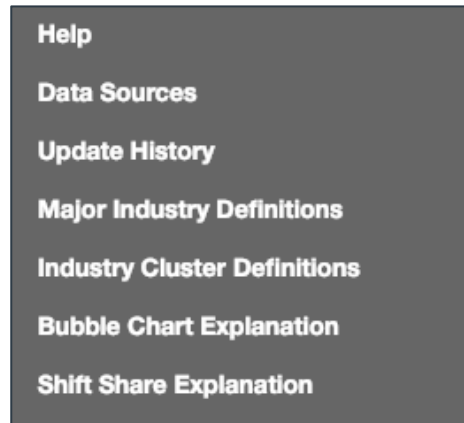 Help
Data Sources
Update History
Major Industry Definitions
Industry Cluster Definitions
Bubble Chart Explanation
Shift Share Explanation